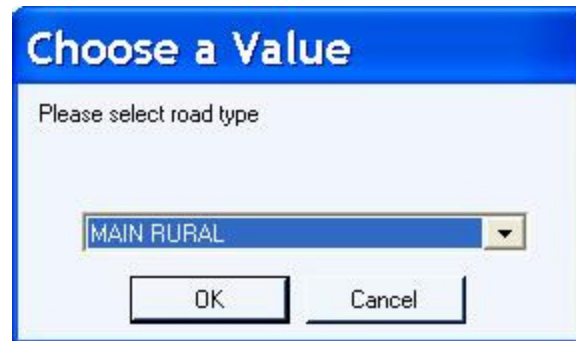 Choose a Value
Please select road type
MAIN RURAL
OK
Cancel